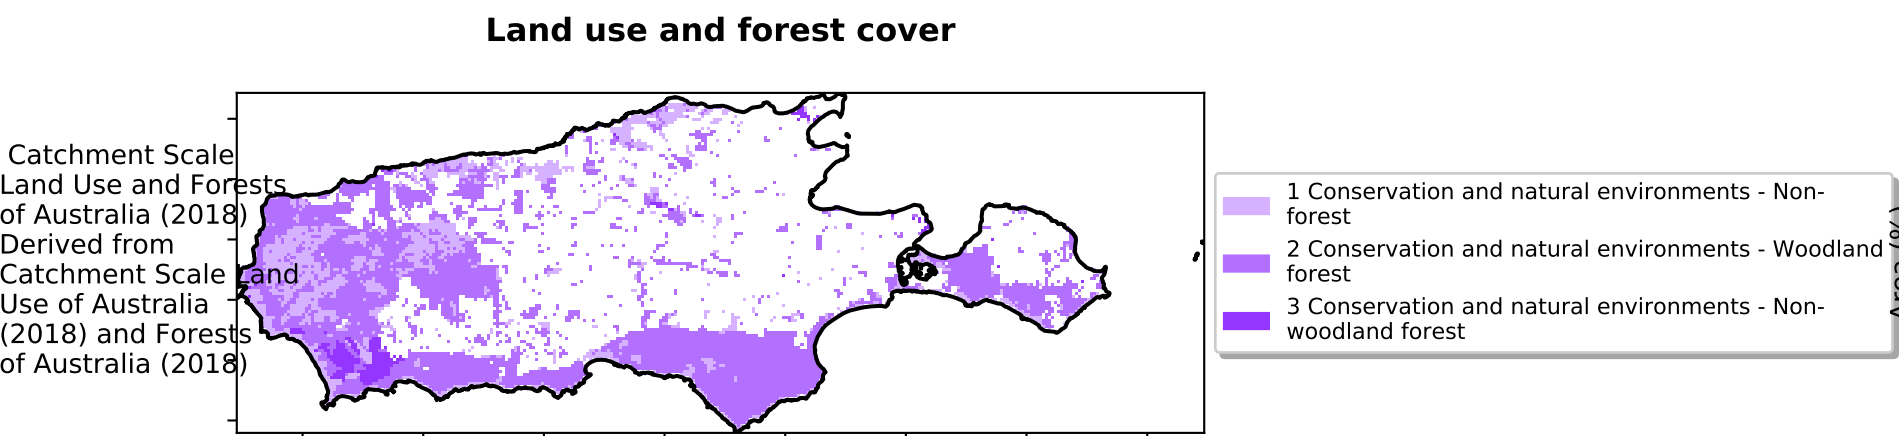 Land use and forest cover
Catchment Scale
Land Use and Forests
of Australia (2018)
Derived from
Catchment Scale Land
Use of Australia
(2018) and Forests
of Australia (2018)
1 Conservation and natural environments - Non-
forest
2 Conservation and natural environments - Woodland
forest
3 Conservation and natural environments - Non-
woodland forest